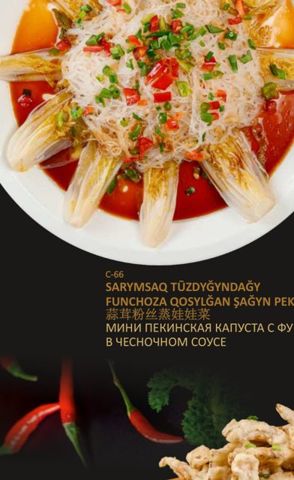 C-66
SARYMSAQ TŪZDYĞYNDAĞY
FUNCHOZA QOSYLĞAN ŞAĞYN PEK
蒜茸粉丝蒸娃娃菜
МИНИ ПЕКИНСКАЯ КАПУСТА С ФУ
В ЧЕСНОЧНОМ СОУСЕ